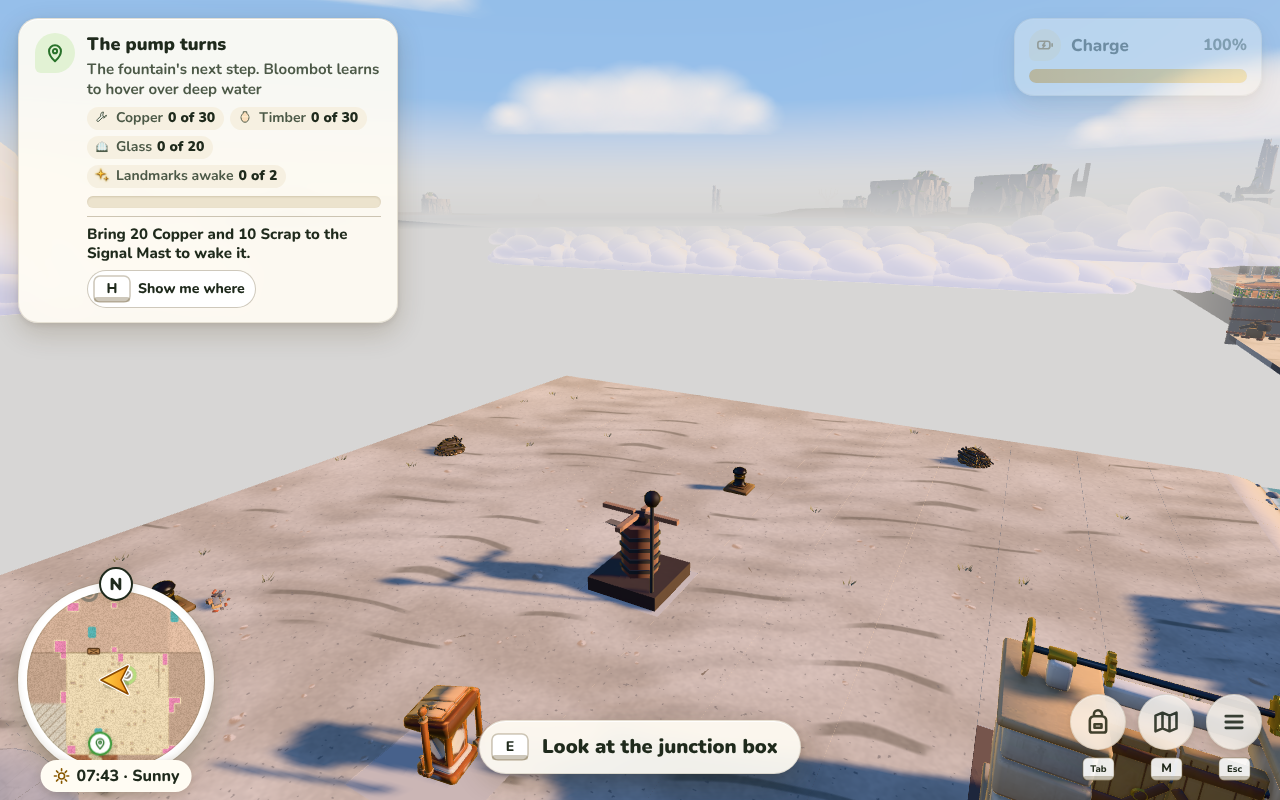 The pump turns
The fountain's next step. Bloombot learns
to hover over deep water
Copper 0 of 30
Timber 0 of 30
Glass 0 of 20
Landmarks awake 0 of 2
Bring 20 Copper and 10 Scrap to the
Signal Mast to wake it.
H Show me where
Charge 100%
N
07:43 · Sunny
E Look at the junction box
Tab
M
Esc